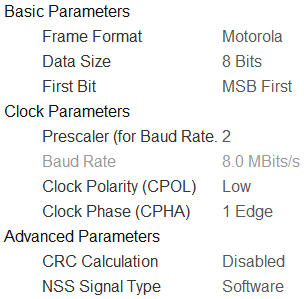 Basic Parameters
Frame Format Motorola
Data Size 8 Bits
First Bit MSB First
Clock Parameters
Prescaler (for Baud Rate. 2
Baud Rate 8.0 MBits/s
Clock Polarity (CPOL) Low
Clock Phase (CPHA) 1 Edge
Advanced Parameters
CRC Calculation Disabled
NSS Signal Type Software